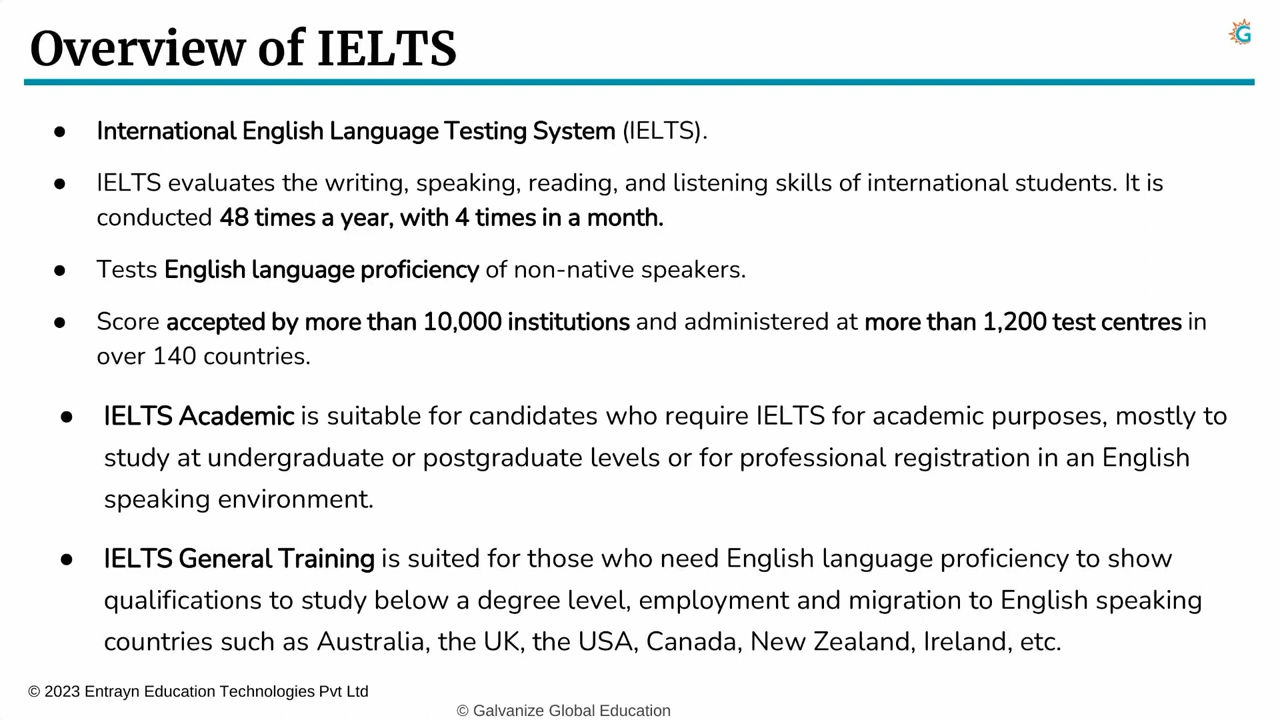 Overview of IELTS
G
● International English Language Testing System (IELTS).
● IELTS evaluates the writing, speaking, reading, and listening skills of international students. It is
conducted 48 times a year, with 4 times in a month.
● Tests English language proficiency of non-native speakers.
● Score accepted by more than 10,000 institutions and administered at more than 1,200 test centres in
over 140 countries.
● IELTS Academic is suitable for candidates who require IELTS for academic purposes, mostly to
study at undergraduate or postgraduate levels or for professional registration in an English
speaking environment.
● IELTS General Training is suited for those who need English language proficiency to show
qualifications to study below a degree level, employment and migration to English speaking
countries such as Australia, the UK, the USA, Canada, New Zealand, Ireland, etc.
© 2023 Entrayn Education Technologies Pvt Ltd
© Galvanize Global Education